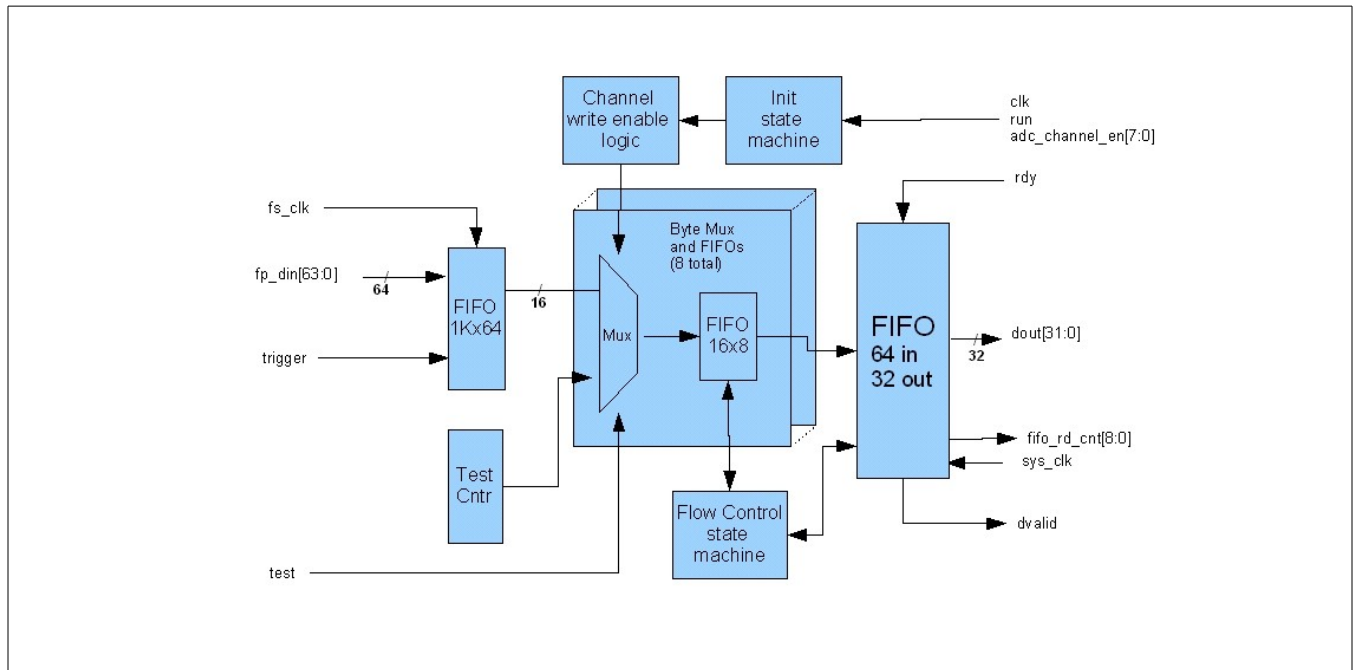 Channel
write enable
logic
Init
state
machine
clk
run
adc_channel_en[7:0]
rdy
fs_clk
Byte Mux
and FIFOs
(8 total)
fp_din[63:0]
64
FIFO
1Kx64
16
Mux
FIFO
16x8
FIFO
64 in
32 out
dout[31:0]
32
trigger
fifo_rd_cnt[8:0]
sys_clk
Test
Cntr
Flow Control
state
machine
dvalid
test